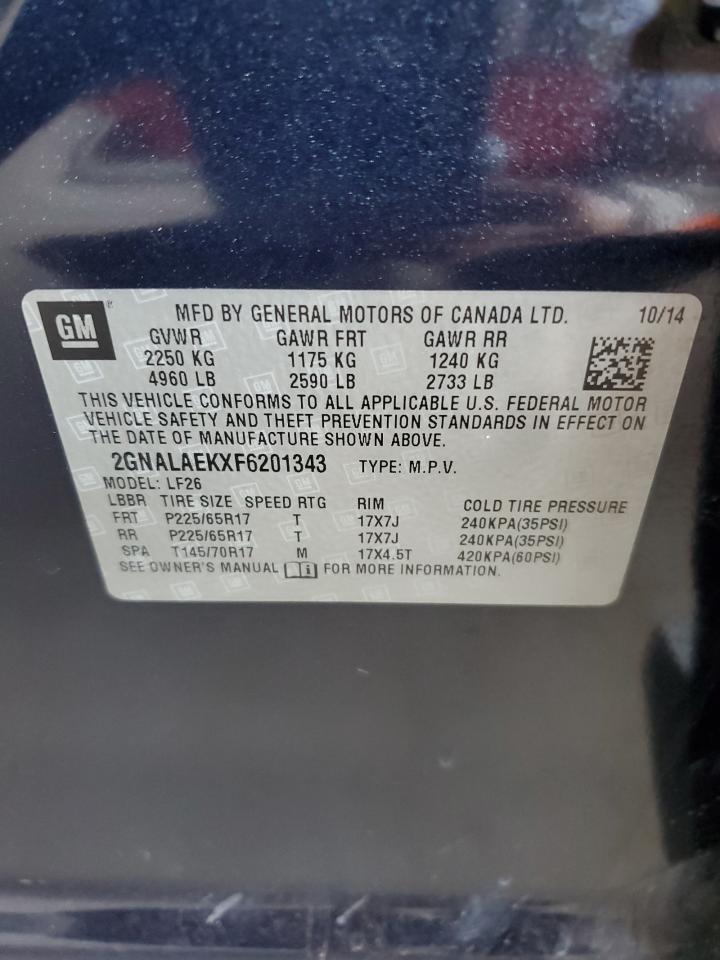 GM
MFD BY GENERAL MOTORS OF CANADA LTD. 10/14
GVWR GAWR FRT GAWR RR
2250 KG 1175 KG 1240 KG
4960 LB 2590 LB 2733 LB
THIS VEHICLE CONFORMS TO ALL APPLICABLE U.S. FEDERAL MOTOR
VEHICLE SAFETY AND THEFT PREVENTION STANDARDS IN EFFECT ON
THE DATE OF MANUFACTURE SHOWN ABOVE.
2GNALAEKXF6201343 TYPE: M.P.V.
MODEL: LF26
LBBR TIRE SIZE SPEED RTG RIM COLD TIRE PRESSURE
FRT P225/65R17 T 17X7J 240KPA(35PSI)
RR P225/65R17 T 17X7J 240KPA(35PSI)
SPA T145/70R17 M 17X4.5T 420KPA(60PSI)
SEE OWNER'S MANUAL i FOR MORE INFORMATION.